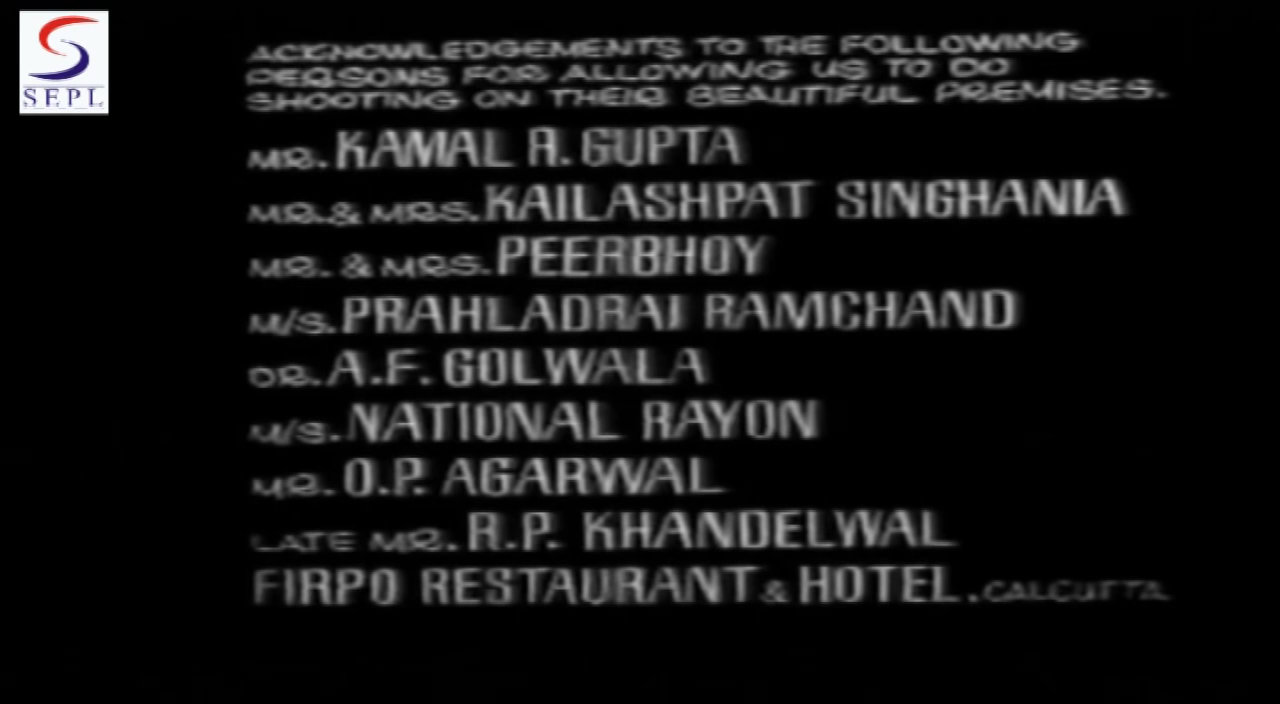 SEPL
ACKNOWLEDGEMENTS TO THE FOLLOWING
PERSONS FOR ALLOWING US TO DO
SHOOTING ON THEIR BEAUTIFUL PREMISES.
MR. KAMAL R. GUPTA
MR. & MRS. KAILASHPAT SINGHANIA
MR. & MRS. PEERBHOY
M/S. PRAHLADRAI RAMCHAND
DR. A.F. GOLWALA
M/S. NATIONAL RAYON
MR. O.P. AGARWAL
LATE MR. R.P. KHANDELWAL
FIRPO RESTAURANT & HOTEL. CALCUTTA